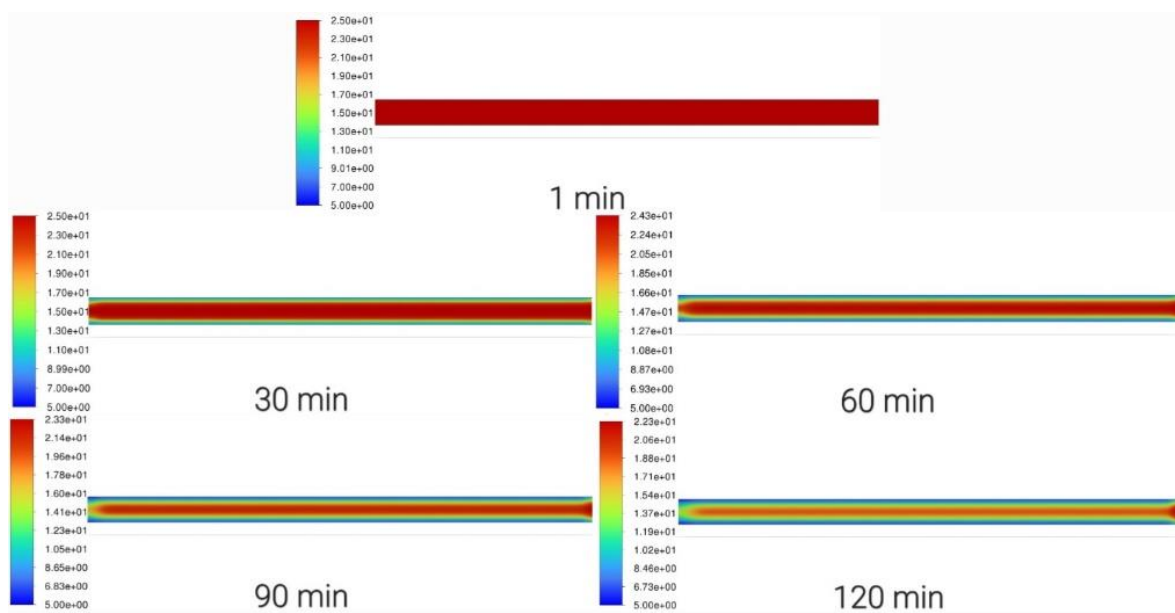 2.50e+01
2.30e+01
2.10e+01
1.90e+01
1.70e+01
1.50e+01
1.30e+01
1.10e+01
9.01e+00
7.00e+00
5.00e+00
1 min
2.50e+01
2.30e+01
2.10e+01
1.90e+01
1.70e+01
1.50e+01
1.30e+01
1.10e+01
8.99e+00
7.00e+00
5.00e+00
30 min
2.43e+01
2.24e+01
2.05e+01
1.85e+01
1.66e+01
1.47e+01
1.27e+01
1.08e+01
8.87e+00
6.93e+00
5.00e+00
60 min
2.33e+01
2.14e+01
1.96e+01
1.78e+01
1.60e+01
1.41e+01
1.23e+01
1.05e+01
8.65e+00
6.83e+00
5.00e+00
90 min
2.23e+01
2.06e+01
1.88e+01
1.71e+01
1.54e+01
1.37e+01
1.19e+01
1.02e+01
8.46e+00
6.73e+00
5.00e+00
120 min